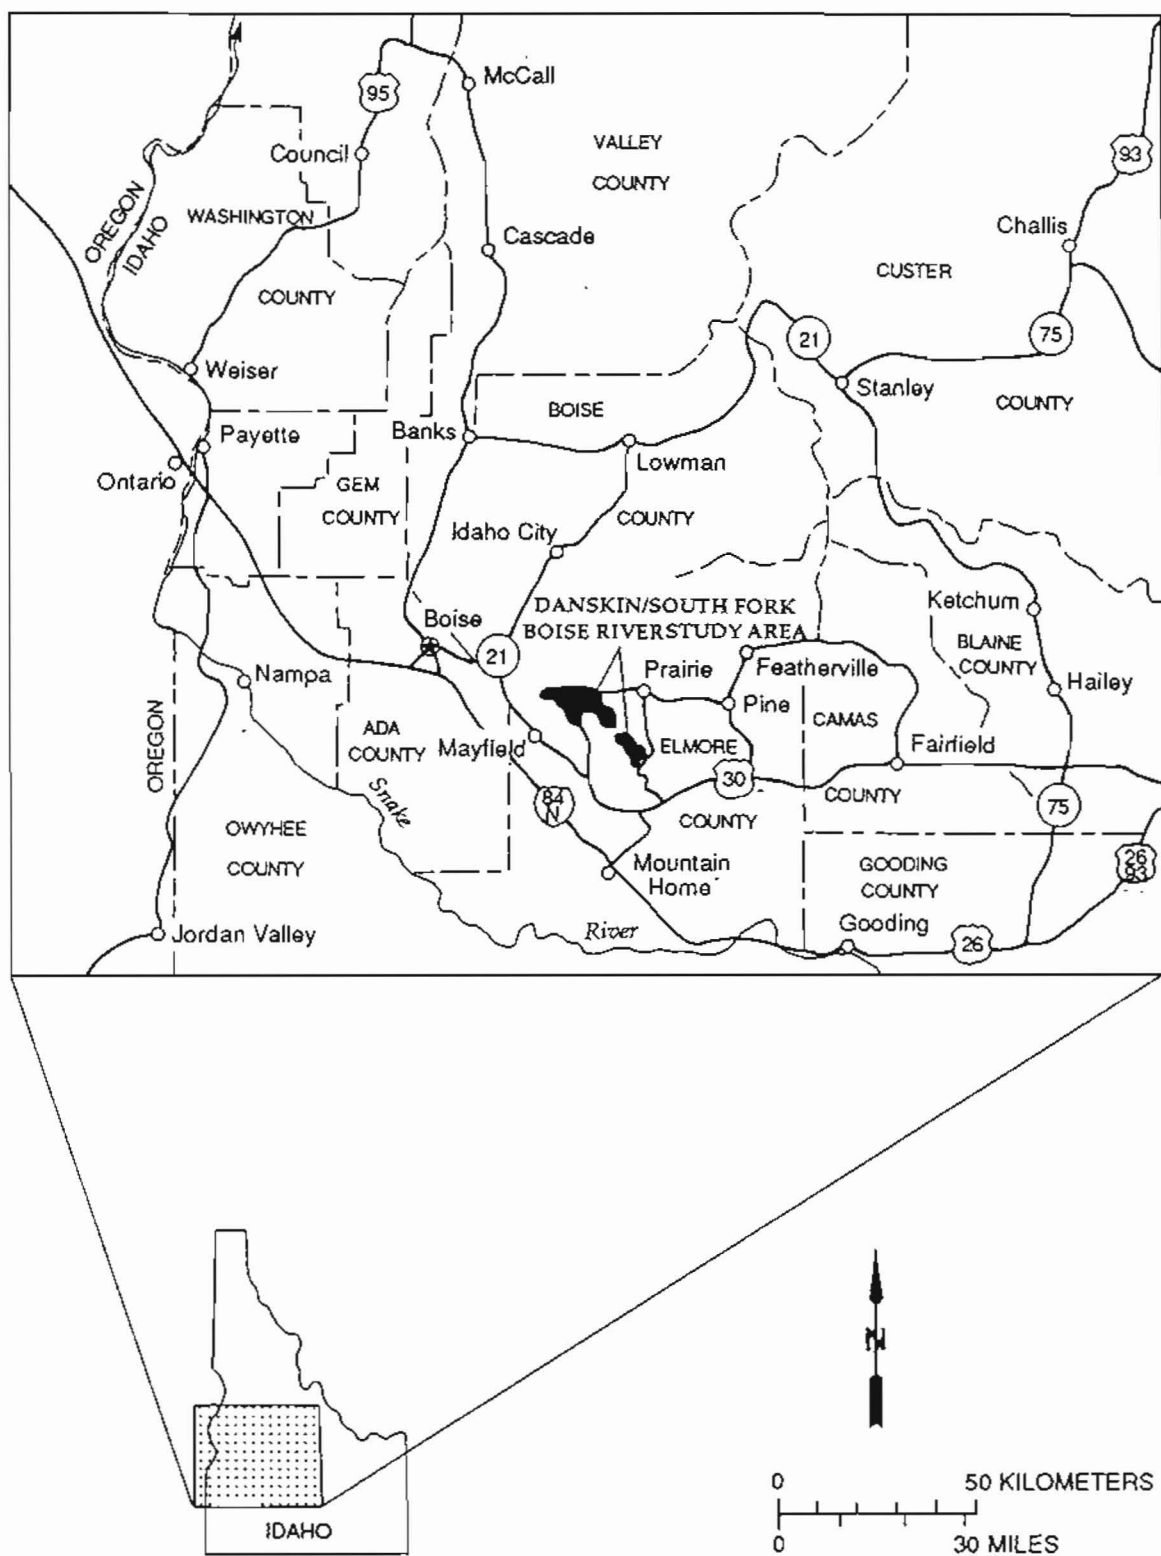 McCall
95
VALLEY
COUNTY
93
Council
OREGON
IDAHO
WASHINGTON
Challis
Cascade
CUSTER
COUNTY
21
75
Weiser
Stanley
BOISE
COUNTY
Payette
Banks
Lowman
Ontario
GEM
COUNTY
COUNTY
Idaho City
DANSKIN/SOUTH FORK
BOISE RIVER STUDY AREA
Ketchum
Boise
BLAINE
COUNTY
21
Nampa
Prairie
Featherville
Hailey
Pine
CAMAS
ADA
COUNTY
Mayfield
ELMORE
Fairfield
OREGON
30
Snake
84
N
COUNTY
COUNTY
75
OWYHEE
COUNTY
Mountain
Home
GOODING
COUNTY
26
93
Jordan Valley
River
Gooding
26
N
IDAHO
0 50 KILOMETERS
0 30 MILES